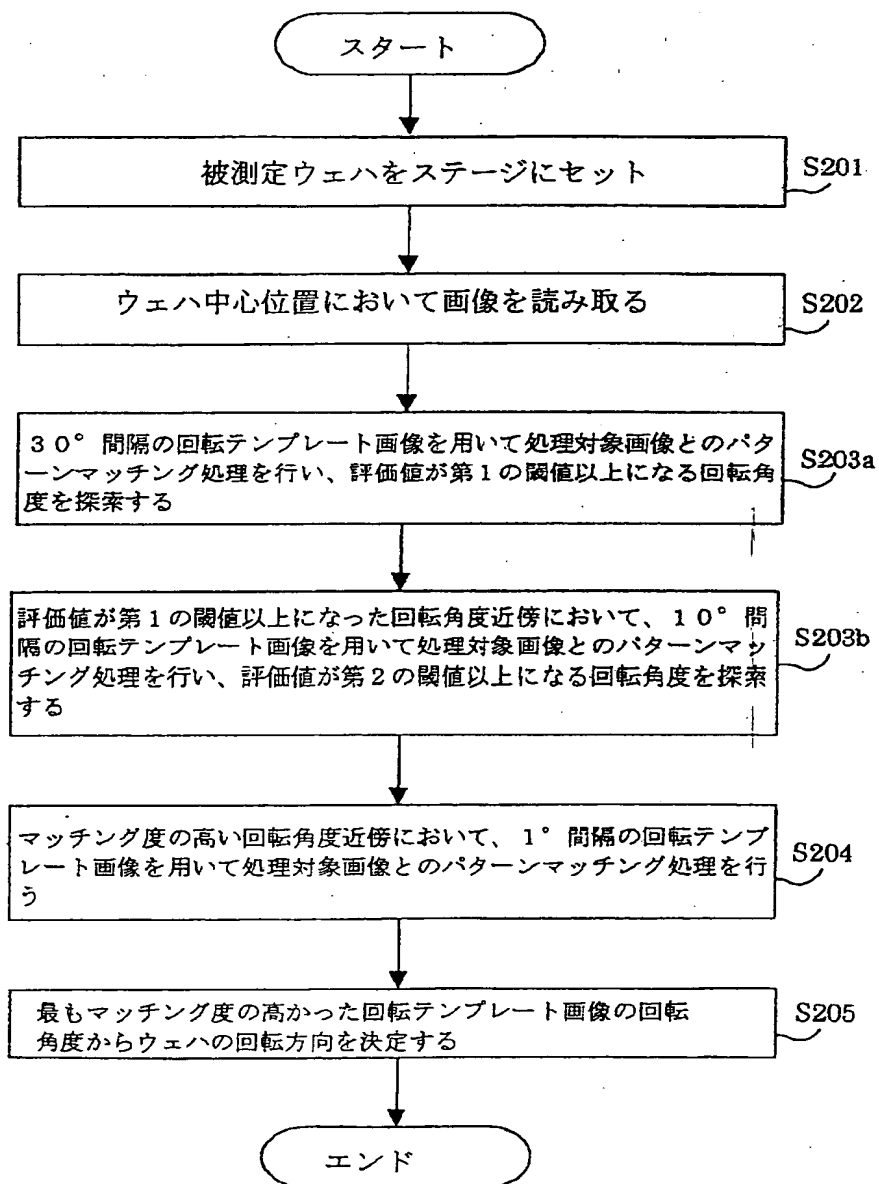 スタート
被測定ウェハをステージにセット
S201
ウェハ中心位置において画像を読み取る
S202
30°間隔の回転テンプレート画像を用いて処理対象画像とのパタ
ーンマッチング処理を行い、評価値が第1の閾値以上になる回転角
度を探索する
S203a
評価値が第1の閾値以上になった回転角度近傍において、10°間
隔の回転テンプレート画像を用いて処理対象画像とのパターンマッ
チング処理を行い、評価値が第2の閾値以上になる回転角度を探索
する
S203b
マッチング度の高い回転角度近傍において、1°間隔の回転テンプ
レート画像を用いて処理対象画像とのパターンマッチング処理を行
う
S204
最もマッチング度の高かった回転テンプレート画像の回転
角度からウェハの回転方向を決定する
S205
エンド